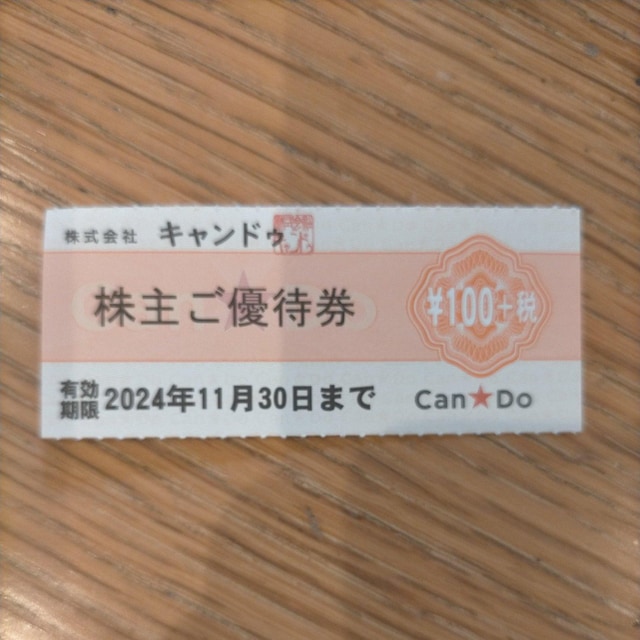 株式会社 キャンドゥ
株主ご優待券
¥100+税
有効期限 2024年11月30日まで
Can★Do